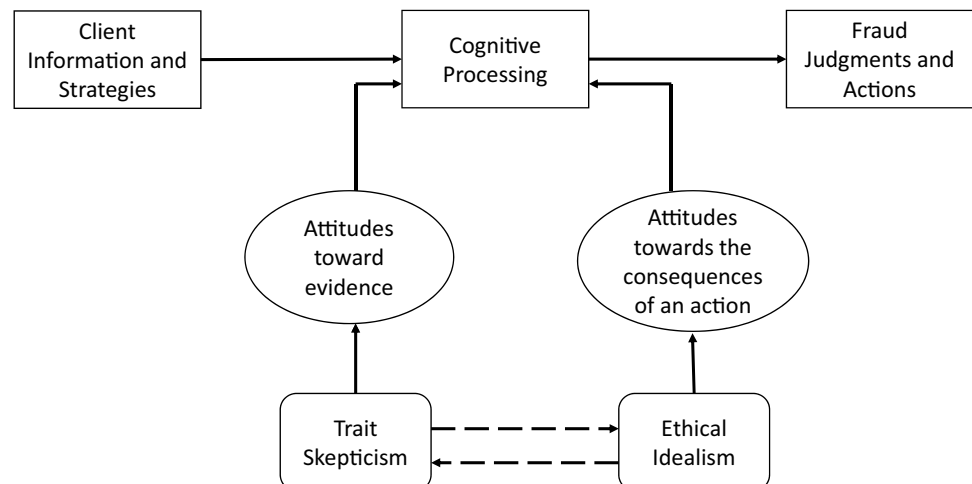 Client
Information and
Strategies
Cognitive
Processing
Fraud
Judgments and
Actions
Attitudes
toward
evidence
Attitudes
towards the
consequences
of an action
Trait
Skepticism
Ethical
Idealism